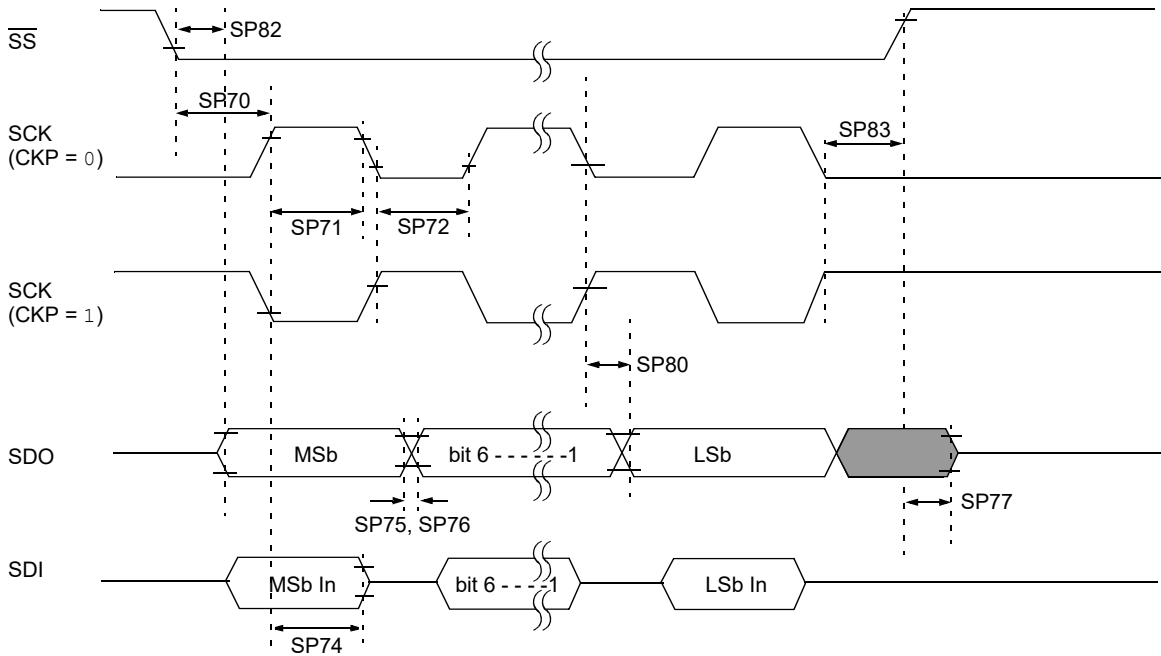 SS
SP82
SP70
SCK
(CKP = 0)
SP83
SP71
SP72
SCK
(CKP = 1)
SP80
SDO
MSb
bit 6 - - - - - -1
LSb
SP77
SP75, SP76
SDI
MSb In
bit 6 - - - - -1
LSb In
SP74